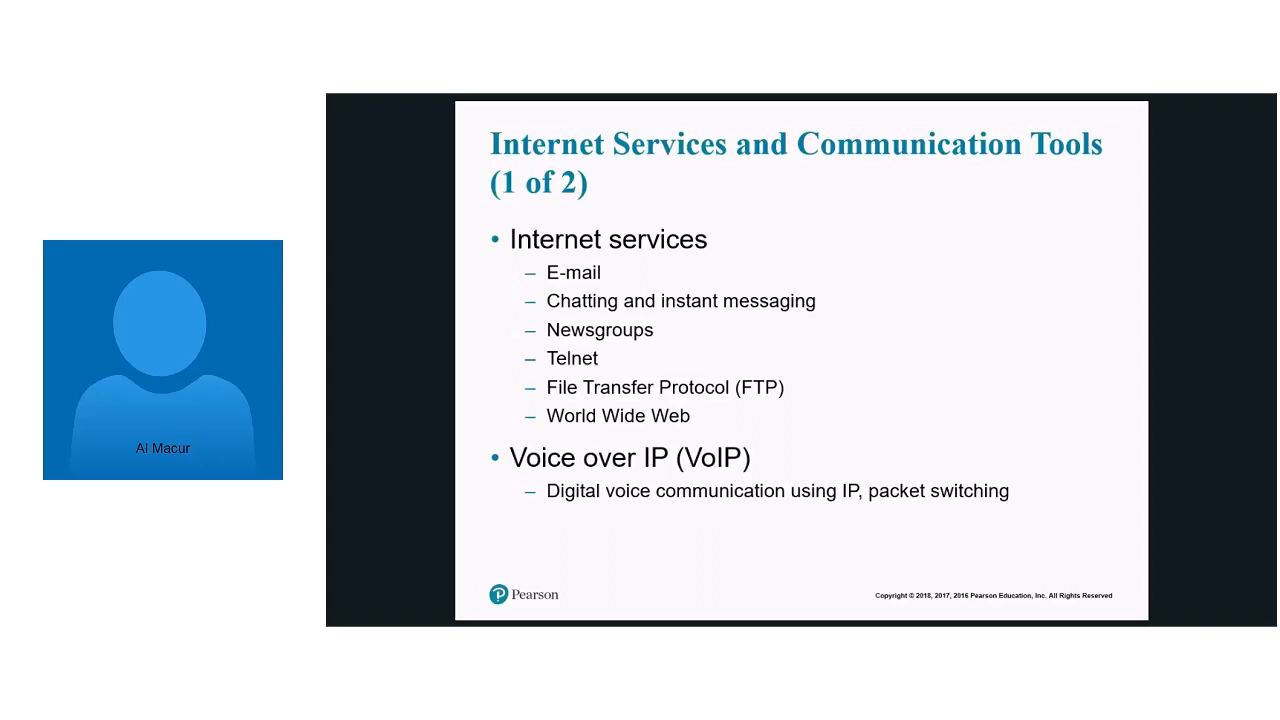 Internet Services and Communication Tools
(1 of 2)
• Internet services
– E-mail
– Chatting and instant messaging
– Newsgroups
– Telnet
– File Transfer Protocol (FTP)
– World Wide Web
• Voice over IP (VoIP)
– Digital voice communication using IP, packet switching
Al Macur
Pearson
Copyright © 2018, 2017, 2016 Pearson Education, Inc. All Rights Reserved